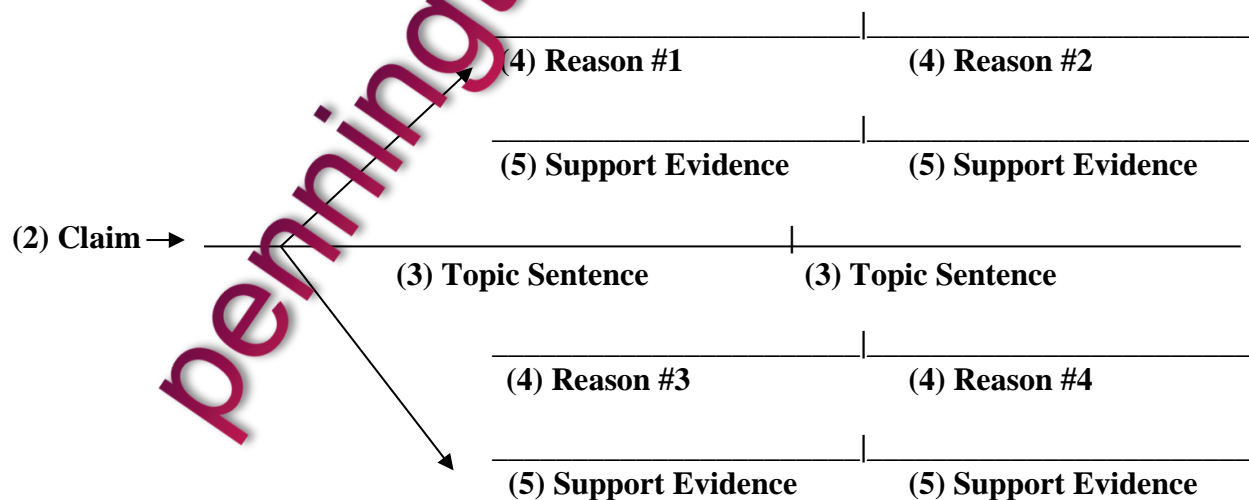 (4) Reason #1 (4) Reason #2
(5) Support Evidence (5) Support Evidence
(2) Claim
(3) Topic Sentence (3) Topic Sentence
(4) Reason #3 (4) Reason #4
(5) Support Evidence (5) Support Evidence